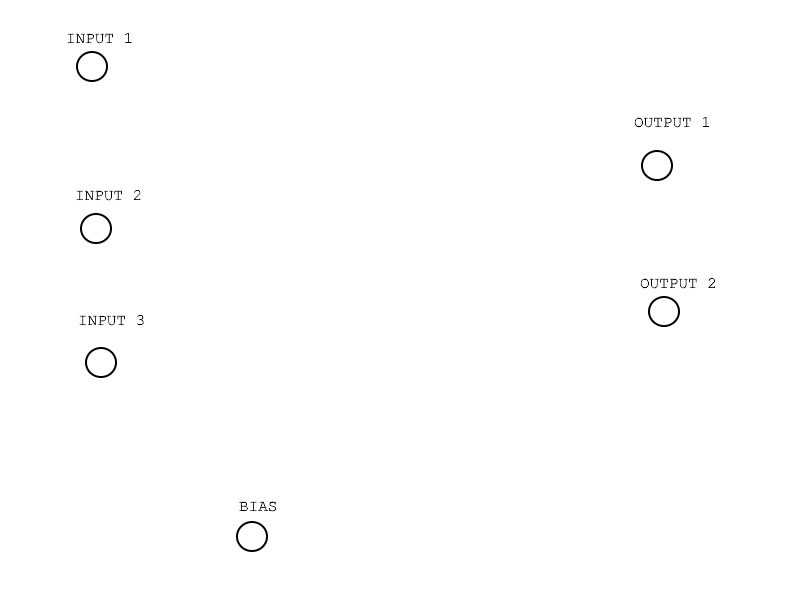 INPUT 1
OUTPUT 1
INPUT 2
OUTPUT 2
INPUT 3
BIAS